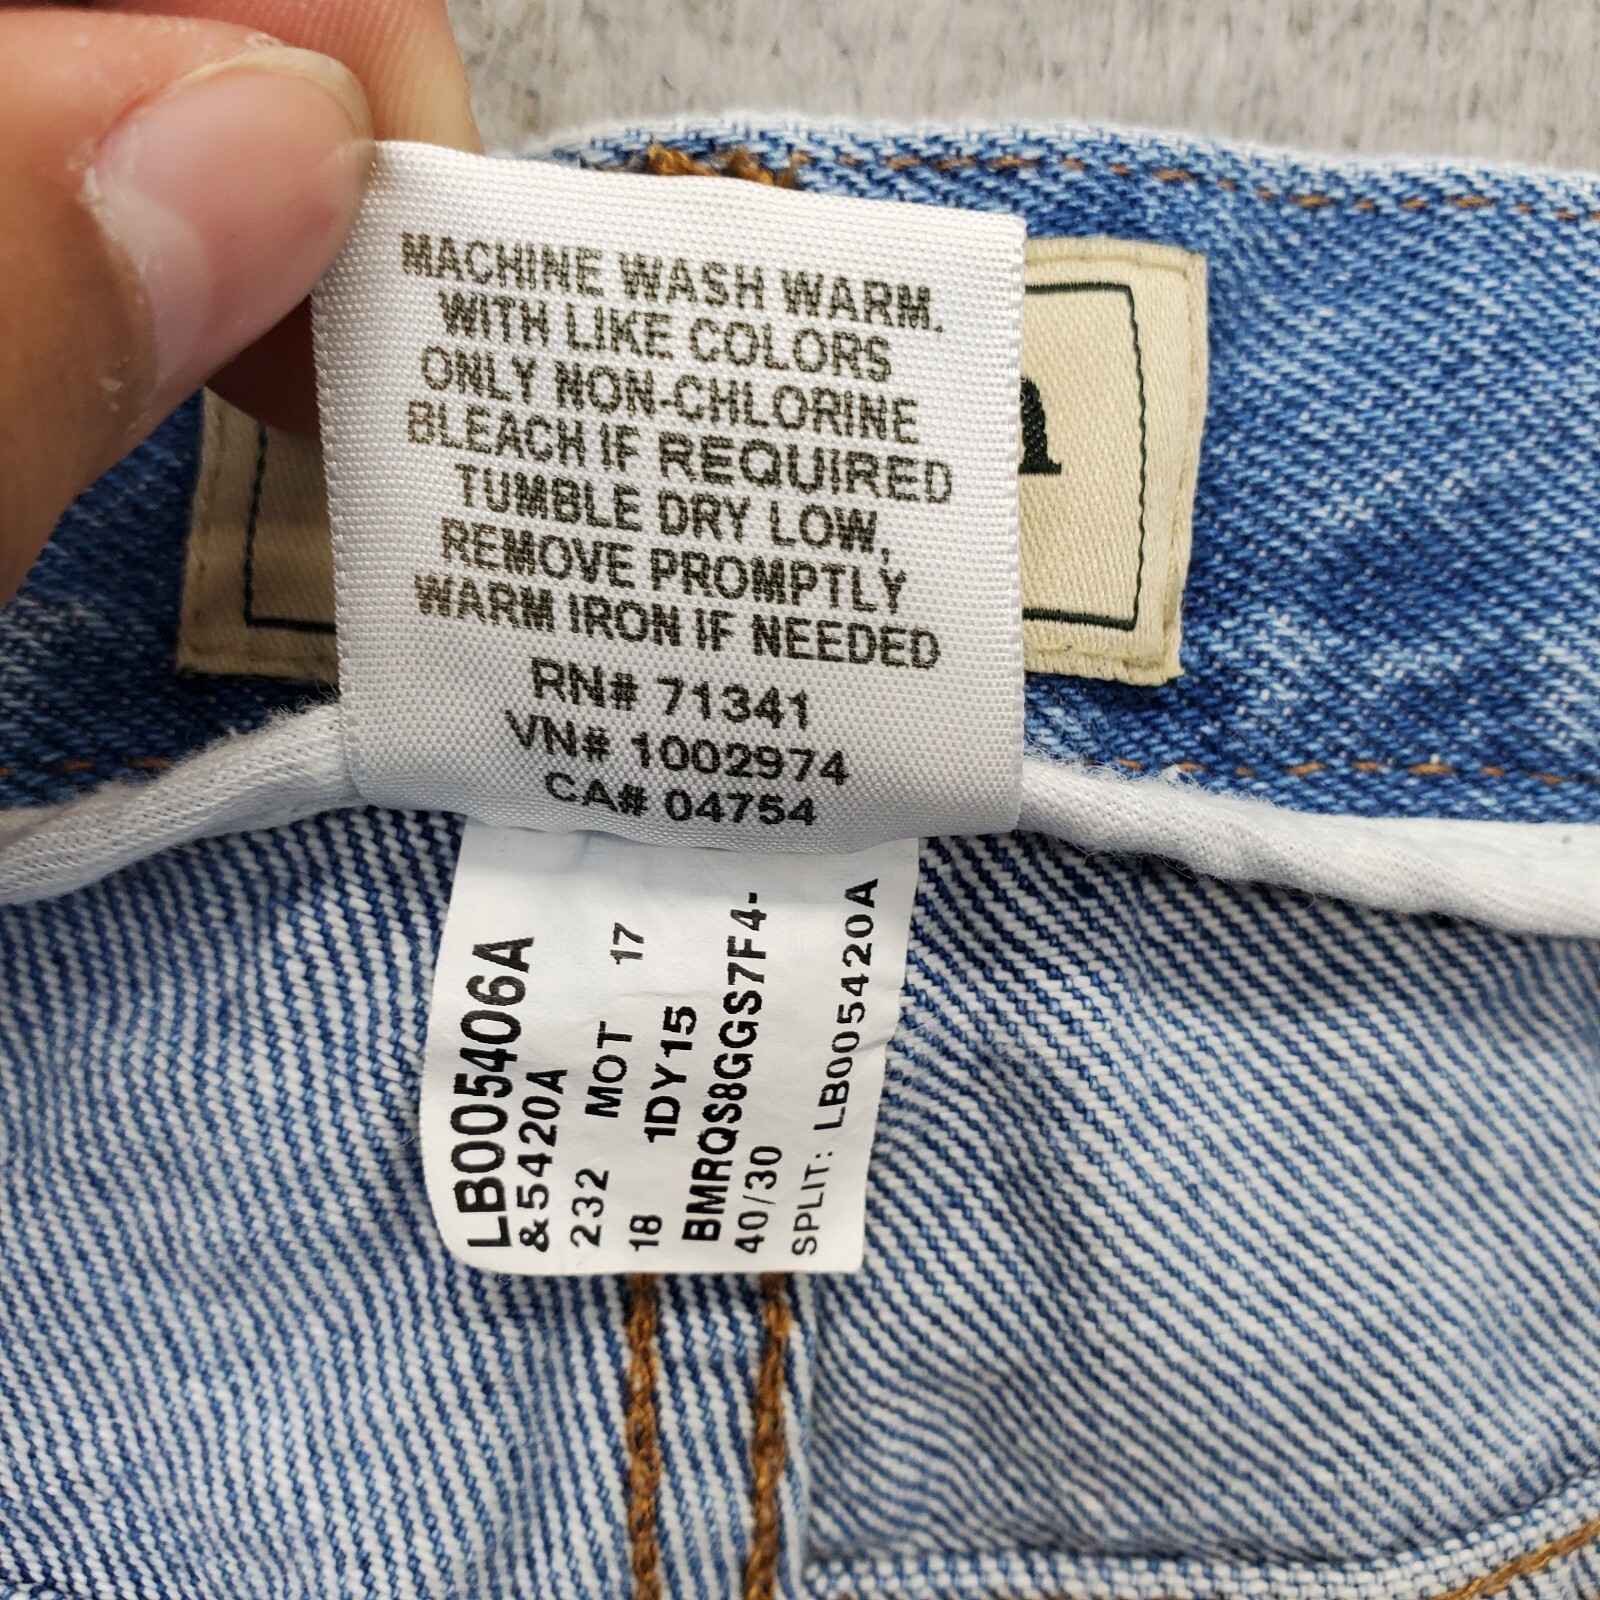 MACHINE WASH WARM.
WITH LIKE COLORS
ONLY NON-CHLORINE
BLEACH IF REQUIRED
TUMBLE DRY LOW,
REMOVE PROMPTLY
WARM IRON IF NEEDED
RN# 71341
VN# 1002974
CA# 04754
LB005406A
&5420A
232 MOT 17
18 1DY15
BMRQS8GGS7F4-
40/30
SPLIT: LB005420A